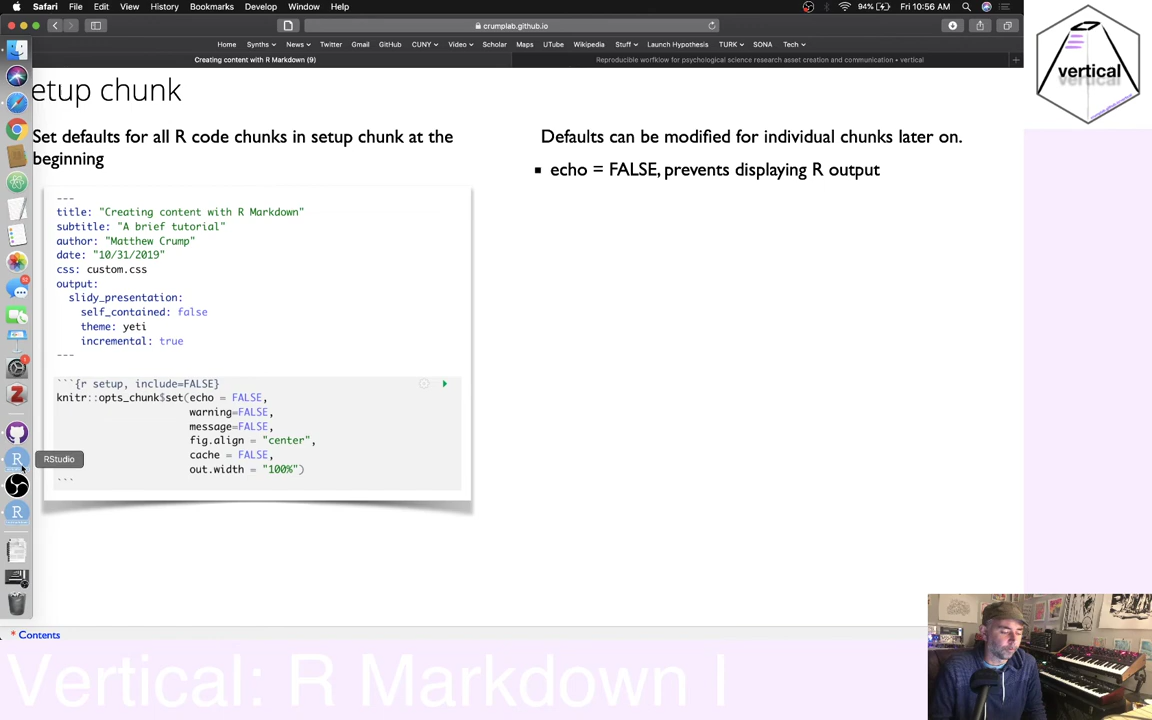 Safari File Edit View History Bookmarks Develop Window Help 94% Fri 10:56 AM
crumplab.github.io
Home Synths News Twitter Gmail GitHub CUNY Video Scholar Maps UTube Wikipedia Stuff Launch Hypothesis TURK SONA Tech
Creating content with R Markdown (9) Reproducible worfklow for psychological science research asset creation and communication • vertical
etup chunk
Set defaults for all R code chunks in setup chunk at the
beginning
---
title: "Creating content with R Markdown"
subtitle: "A brief tutorial"
author: "Matthew Crump"
date: "10/31/2019"
css: custom.css
output:
slidy_presentation:
self_contained: false
theme: yeti
incremental: true
---
```{r setup, include=FALSE}
knitr::opts_chunk$set(echo = FALSE,
warning=FALSE,
message=FALSE,
fig.align = "center",
cache = FALSE,
out.width = "100%")
```
Defaults can be modified for individual chunks later on.
▪ echo = FALSE, prevents displaying R output
RStudio
* Contents
vertical
Vertical: R Markdown I